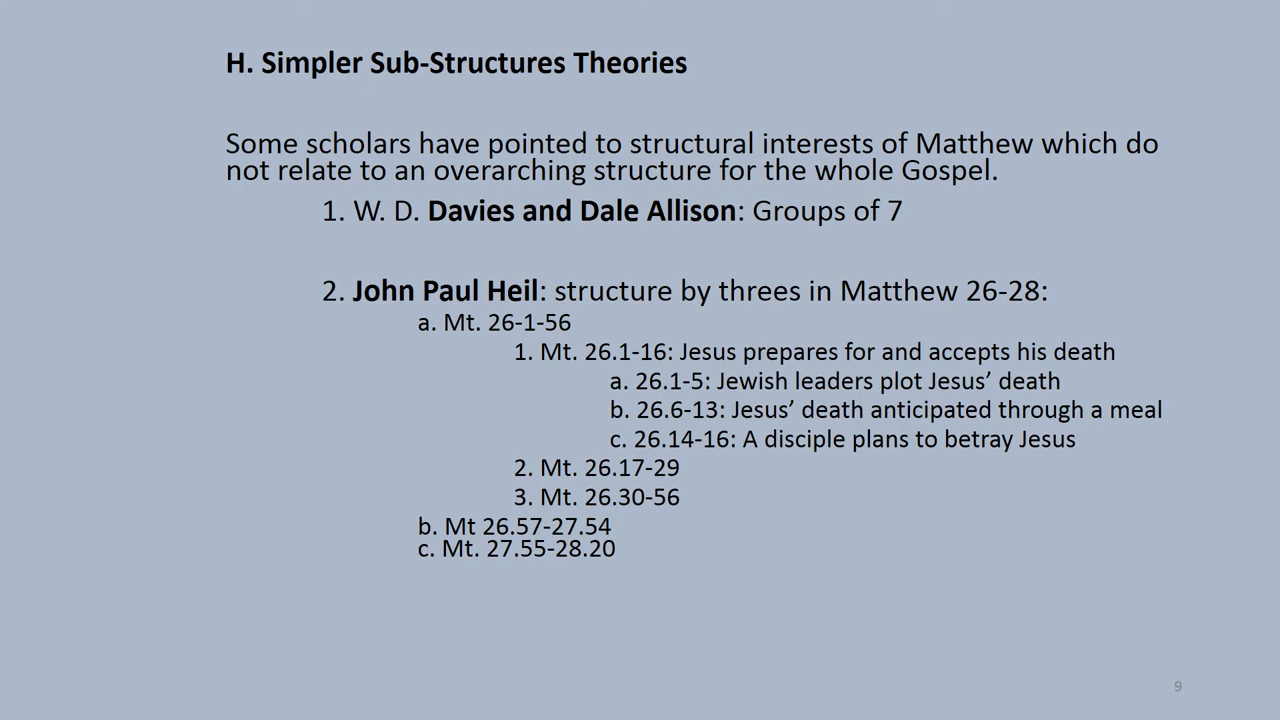 H. Simpler Sub-Structures Theories
Some scholars have pointed to structural interests of Matthew which do
not relate to an overarching structure for the whole Gospel.
1. W. D. Davies and Dale Allison: Groups of 7
2. John Paul Heil: structure by threes in Matthew 26-28:
a. Mt. 26-1-56
1. Mt. 26.1-16: Jesus prepares for and accepts his death
a. 26.1-5: Jewish leaders plot Jesus’ death
b. 26.6-13: Jesus’ death anticipated through a meal
c. 26.14-16: A disciple plans to betray Jesus
2. Mt. 26.17-29
3. Mt. 26.30-56
b. Mt 26.57-27.54
c. Mt. 27.55-28.20
9